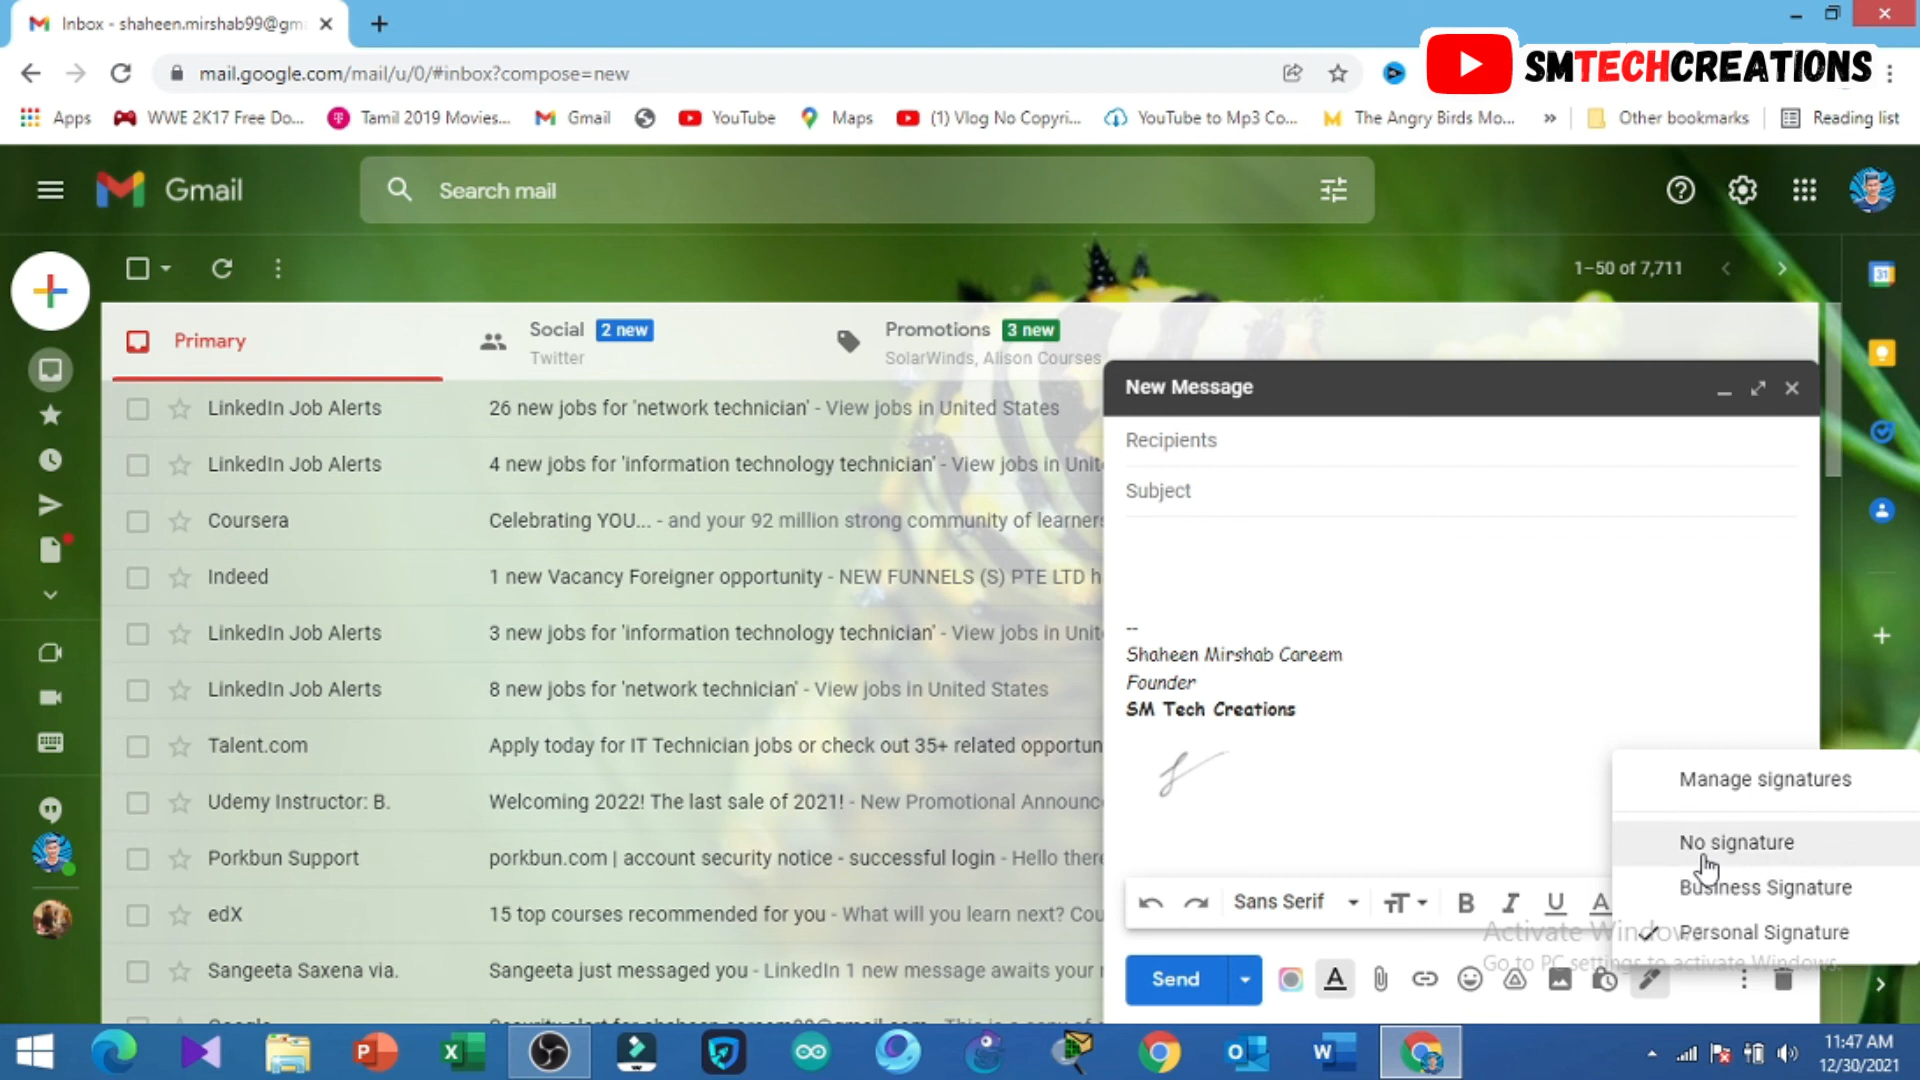 Inbox - shaheen.mirshab99@gm
SMTECHCREATIONS
mail.google.com/mail/u/0/#inbox?compose=new
Apps
WWE 2K17 Free Do...
Tamil 2019 Movies...
Gmail
YouTube
Maps
(1) Vlog No Copyri...
YouTube to Mp3 Co...
The Angry Birds Mo...
»
Other bookmarks
Reading list
Gmail
Search mail
1–50 of 7,711
31
Primary
Social 2 new
Twitter
Promotions 3 new
SolarWinds, Alison Courses
LinkedIn Job Alerts 26 new jobs for 'network technician' - View jobs in United States
LinkedIn Job Alerts 4 new jobs for 'information technology technician' - View jobs in Unit
Coursera Celebrating YOU... - and your 92 million strong community of learners
Indeed 1 new Vacancy Foreigner opportunity - NEW FUNNELS (S) PTE LTD h
LinkedIn Job Alerts 3 new jobs for 'information technology technician' - View jobs in Unit
LinkedIn Job Alerts 8 new jobs for 'network technician' - View jobs in United States
Talent.com Apply today for IT Technician jobs or check out 35+ related opportun
Udemy Instructor: B. Welcoming 2022! The last sale of 2021! - New Promotional Announc
Porkbun Support porkbun.com | account security notice - successful login - Hello there
edX 15 top courses recommended for you - What will you learn next? Cou
Sangeeta Saxena via. Sangeeta just messaged you - LinkedIn 1 new message awaits your
New Message
Recipients
Subject
--
Shaheen Mirshab Careem
Founder
SM Tech Creations
Manage signatures
No signature
Business Signature
Personal Signature
Sans Serif
B I U A
Activate Windows
Go to PC settings to activate Windows.
Send
11:47 AM
12/30/2021